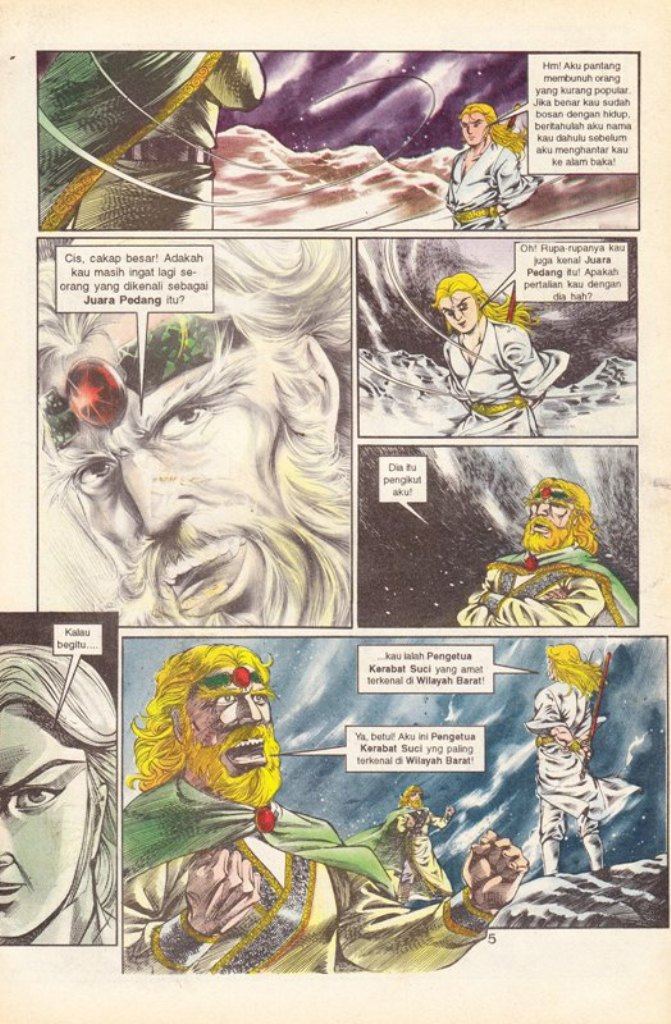 Hm! Aku pantang
membunuh orang
yang kurang popular.
Jika benar kau sudah
bosan dengan hidup,
beritahulah aku nama
kau dahulu sebelum
aku menghantar kau
ke alam baka!
Cis, cakap besar! Adakah
kau masih ingat lagi se-
orang yang dikenali sebagai
Juara Pedang itu?
Oh! Rupa-rupanya kau
juga kenal Juara
Pedang itu! Apakah
pertalian kau dengan
dia hah?
Dia itu
pengikut
aku!
Kalau
begitu....
...kau ialah Pengetua
Kerabat Suci yang amat
terkenal di Wilayah Barat!
Ya, betul! Aku ini Pengetua
Kerabat Suci yng paling
terkenal di Wilayah Barat!
5